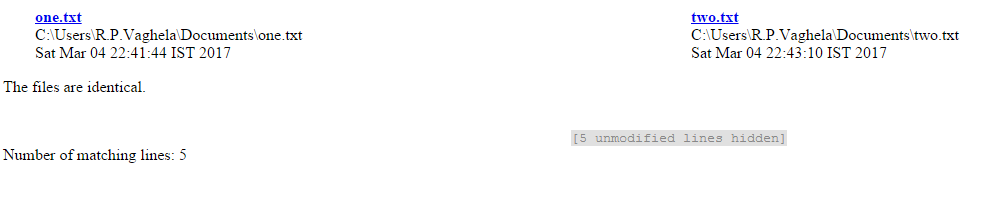 one.txt
C:\Users\R.P.Vaghela\Documents\one.txt
Sat Mar 04 22:41:44 IST 2017
two.txt
C:\Users\R.P.Vaghela\Documents\two.txt
Sat Mar 04 22:43:10 IST 2017
The files are identical.
[5 unmodified lines hidden]
Number of matching lines: 5